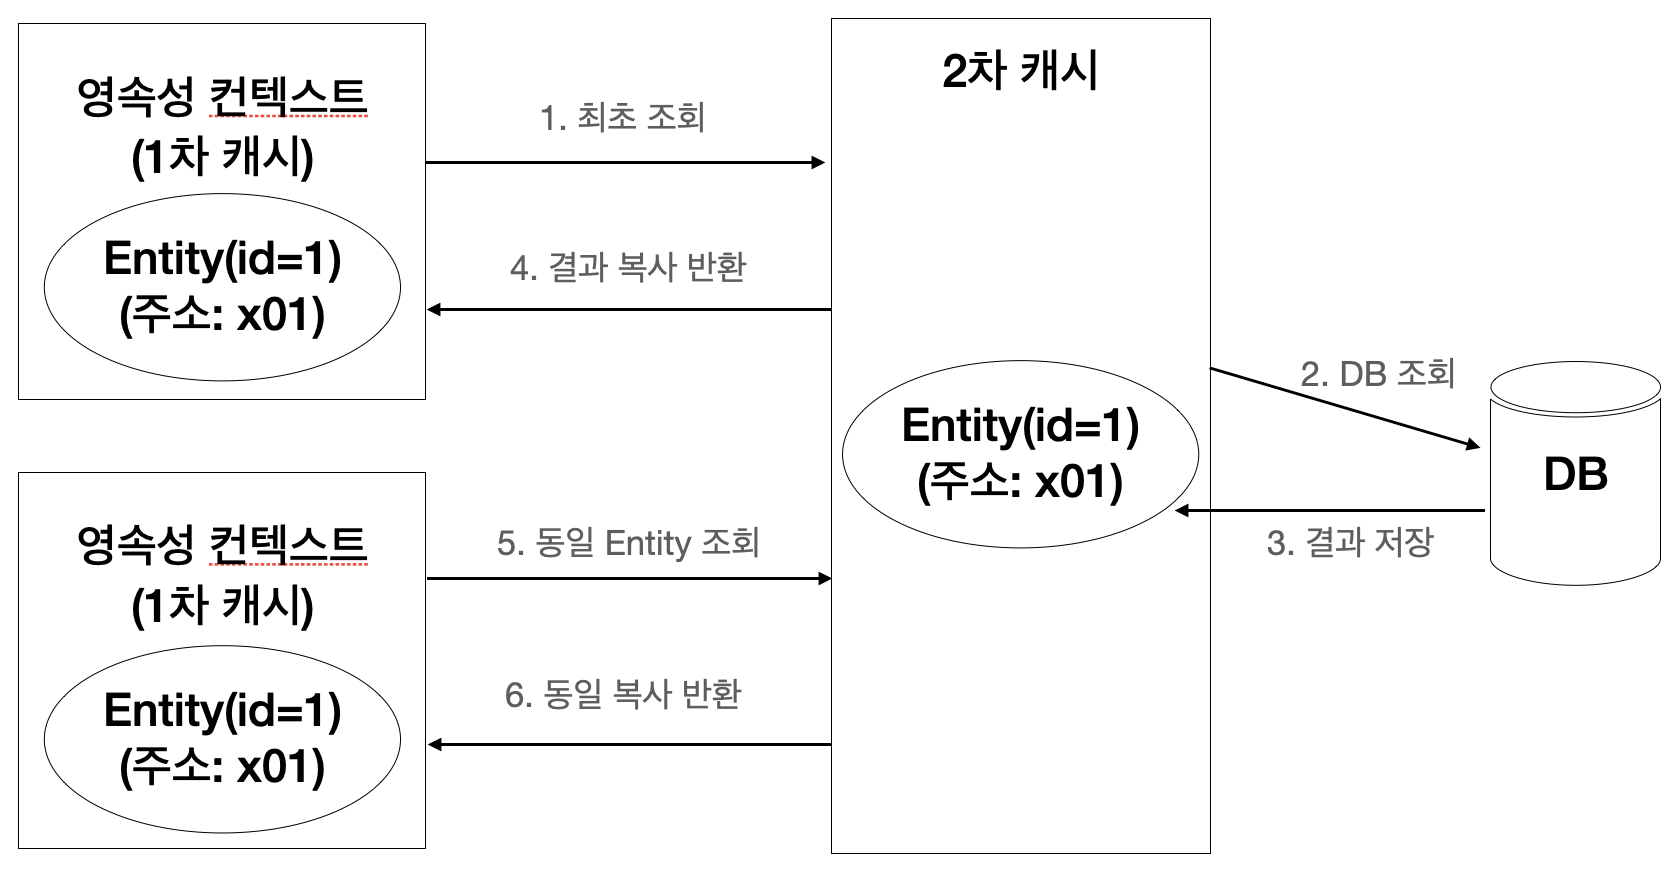 영속성 컨텍스트
(1차 캐시)
Entity(id=1)
(주소: x01)
1. 최초 조회
4. 결과 복사 반환
2차 캐시
Entity(id=1)
(주소: x01)
2. DB 조회
DB
3. 결과 저장
영속성 컨텍스트
(1차 캐시)
Entity(id=1)
(주소: x01)
5. 동일 Entity 조회
6. 동일 복사 반환